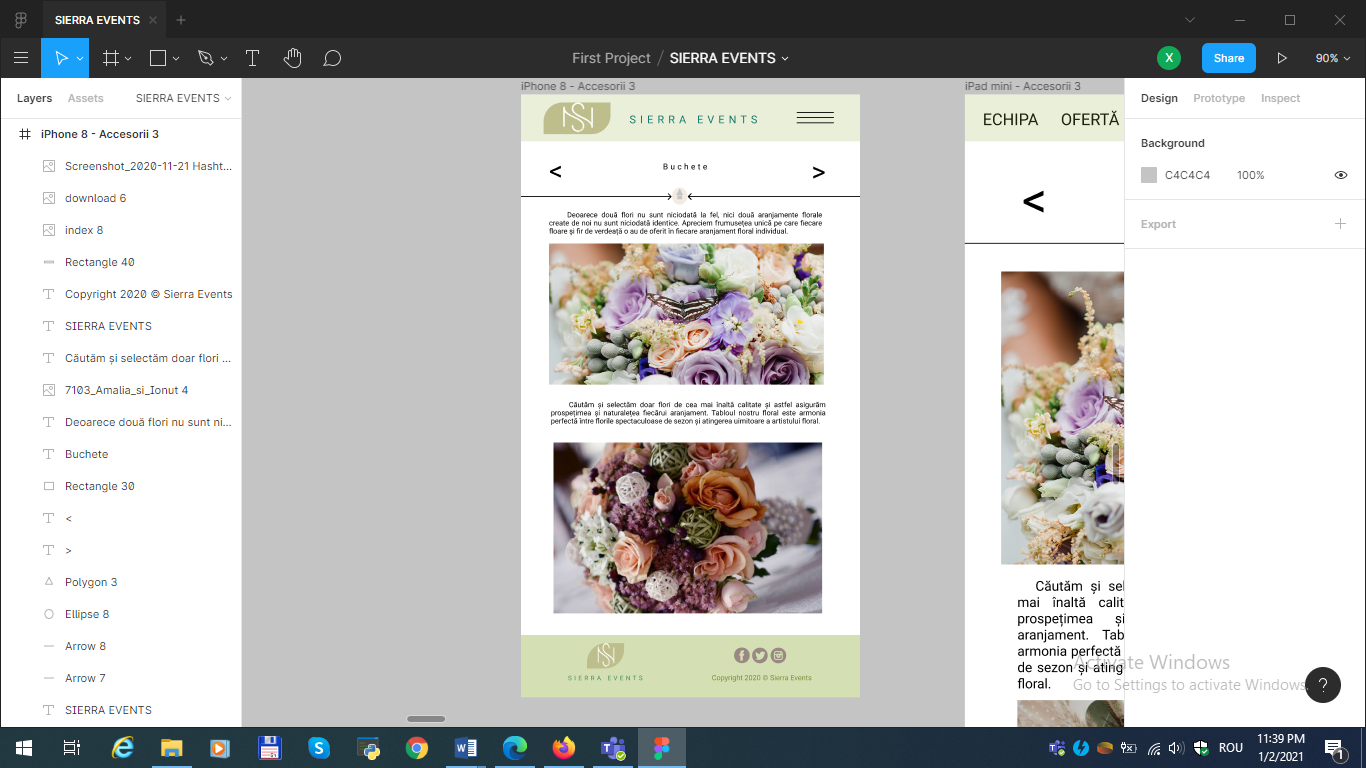 SIERRA EVENTS
First Project / SIERRA EVENTS
X
Share
90%
Layers
Assets
SIERRA EVENTS
iPhone 8 - Accesorii 3
Screenshot_2020-11-21 Hasht...
download 6
index 8
Rectangle 40
Copyright 2020 © Sierra Events
SIERRA EVENTS
Căutăm și selectăm doar flori ...
7103_Amalia_si_Ionut 4
Deoarece două flori nu sunt ni...
Buchete
Rectangle 30
<
>
Polygon 3
Ellipse 8
Arrow 8
Arrow 7
SIERRA EVENTS
iPhone 8 - Accesorii 3
SIERRA EVENTS
<
Buchete
>
Deoarece două flori nu sunt niciodată la fel, nici două aranjamente florale
create de noi nu sunt niciodată identice. Apreciem frumusețea unică pe care fiecare
floare și fir de verdeață o au de oferit în fiecare aranjament floral individual.
Căutăm și selectăm doar flori de cea mai înaltă calitate și astfel asigurăm
prospețimea și naturalețea fiecărui aranjament. Tabloul nostru floral este armonia
perfectă între florile spectaculoase de sezon și atingerea uimitoare a artistului floral.
SIERRA EVENTS
Copyright 2020 © Sierra Events
iPad mini - Accesorii 3
ECHIPA OFERTĂ
<
Căutăm și sel
mai înaltă calit
prospețimea și
aranjament. Tab
armonia perfectă
de sezon și ating
floral.
Design
Prototype
Inspect
Background
C4C4C4
100%
Export
Activate Windows
Go to Settings to activate Windows.
?
ROU
11:39 PM
1/2/2021
1